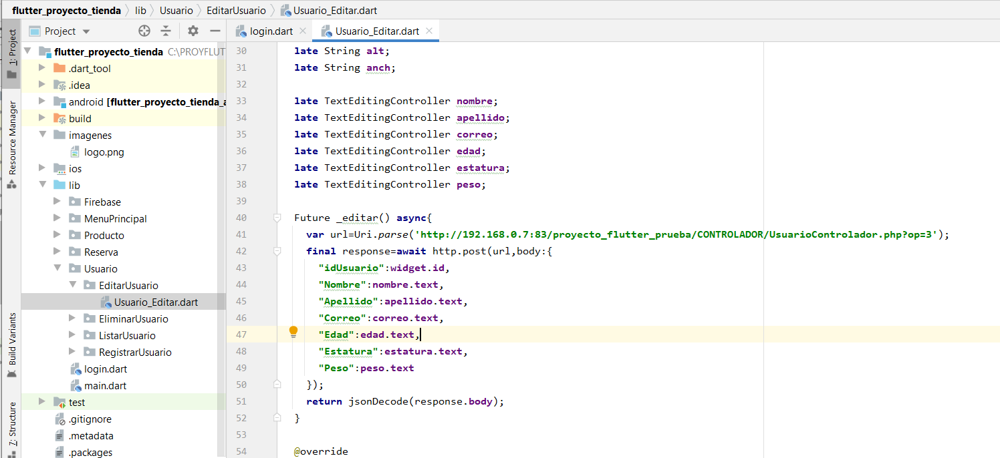 flutter_proyecto_tienda lib Usuario EditarUsuario Usuario_Editar.dart
1: Project
Resource Manager
Build Variants
7: Structure
Project
flutter_proyecto_tienda C:\PROYFLUT
.dart_tool
.idea
android [flutter_proyecto_tienda_a
build
imagenes
logo.png
ios
lib
Firebase
MenuPrincipal
Producto
Reserva
Usuario
EditarUsuario
Usuario_Editar.dart
EliminarUsuario
ListarUsuario
RegistrarUsuario
login.dart
main.dart
test
.gitignore
.metadata
.packages
login.dart Usuario_Editar.dart
30 late String alt;
31 late String anch;
32
33 late TextEditingController nombre;
34 late TextEditingController apellido;
35 late TextEditingController correo;
36 late TextEditingController edad;
37 late TextEditingController estatura;
38 late TextEditingController peso;
39
40 Future _editar() async{
41 var url=Uri.parse('http://192.168.0.7:83/proyecto_flutter_prueba/CONTROLADOR/UsuarioControlador.php?op=3');
42 final response=await http.post(url,body:{
43 "idUsuario":widget.id,
44 "Nombre":nombre.text,
45 "Apellido":apellido.text,
46 "Correo":correo.text,
47 "Edad":edad.text,
48 "Estatura":estatura.text,
49 "Peso":peso.text
50 });
51 return jsonDecode(response.body);
52 }
53
54 @override